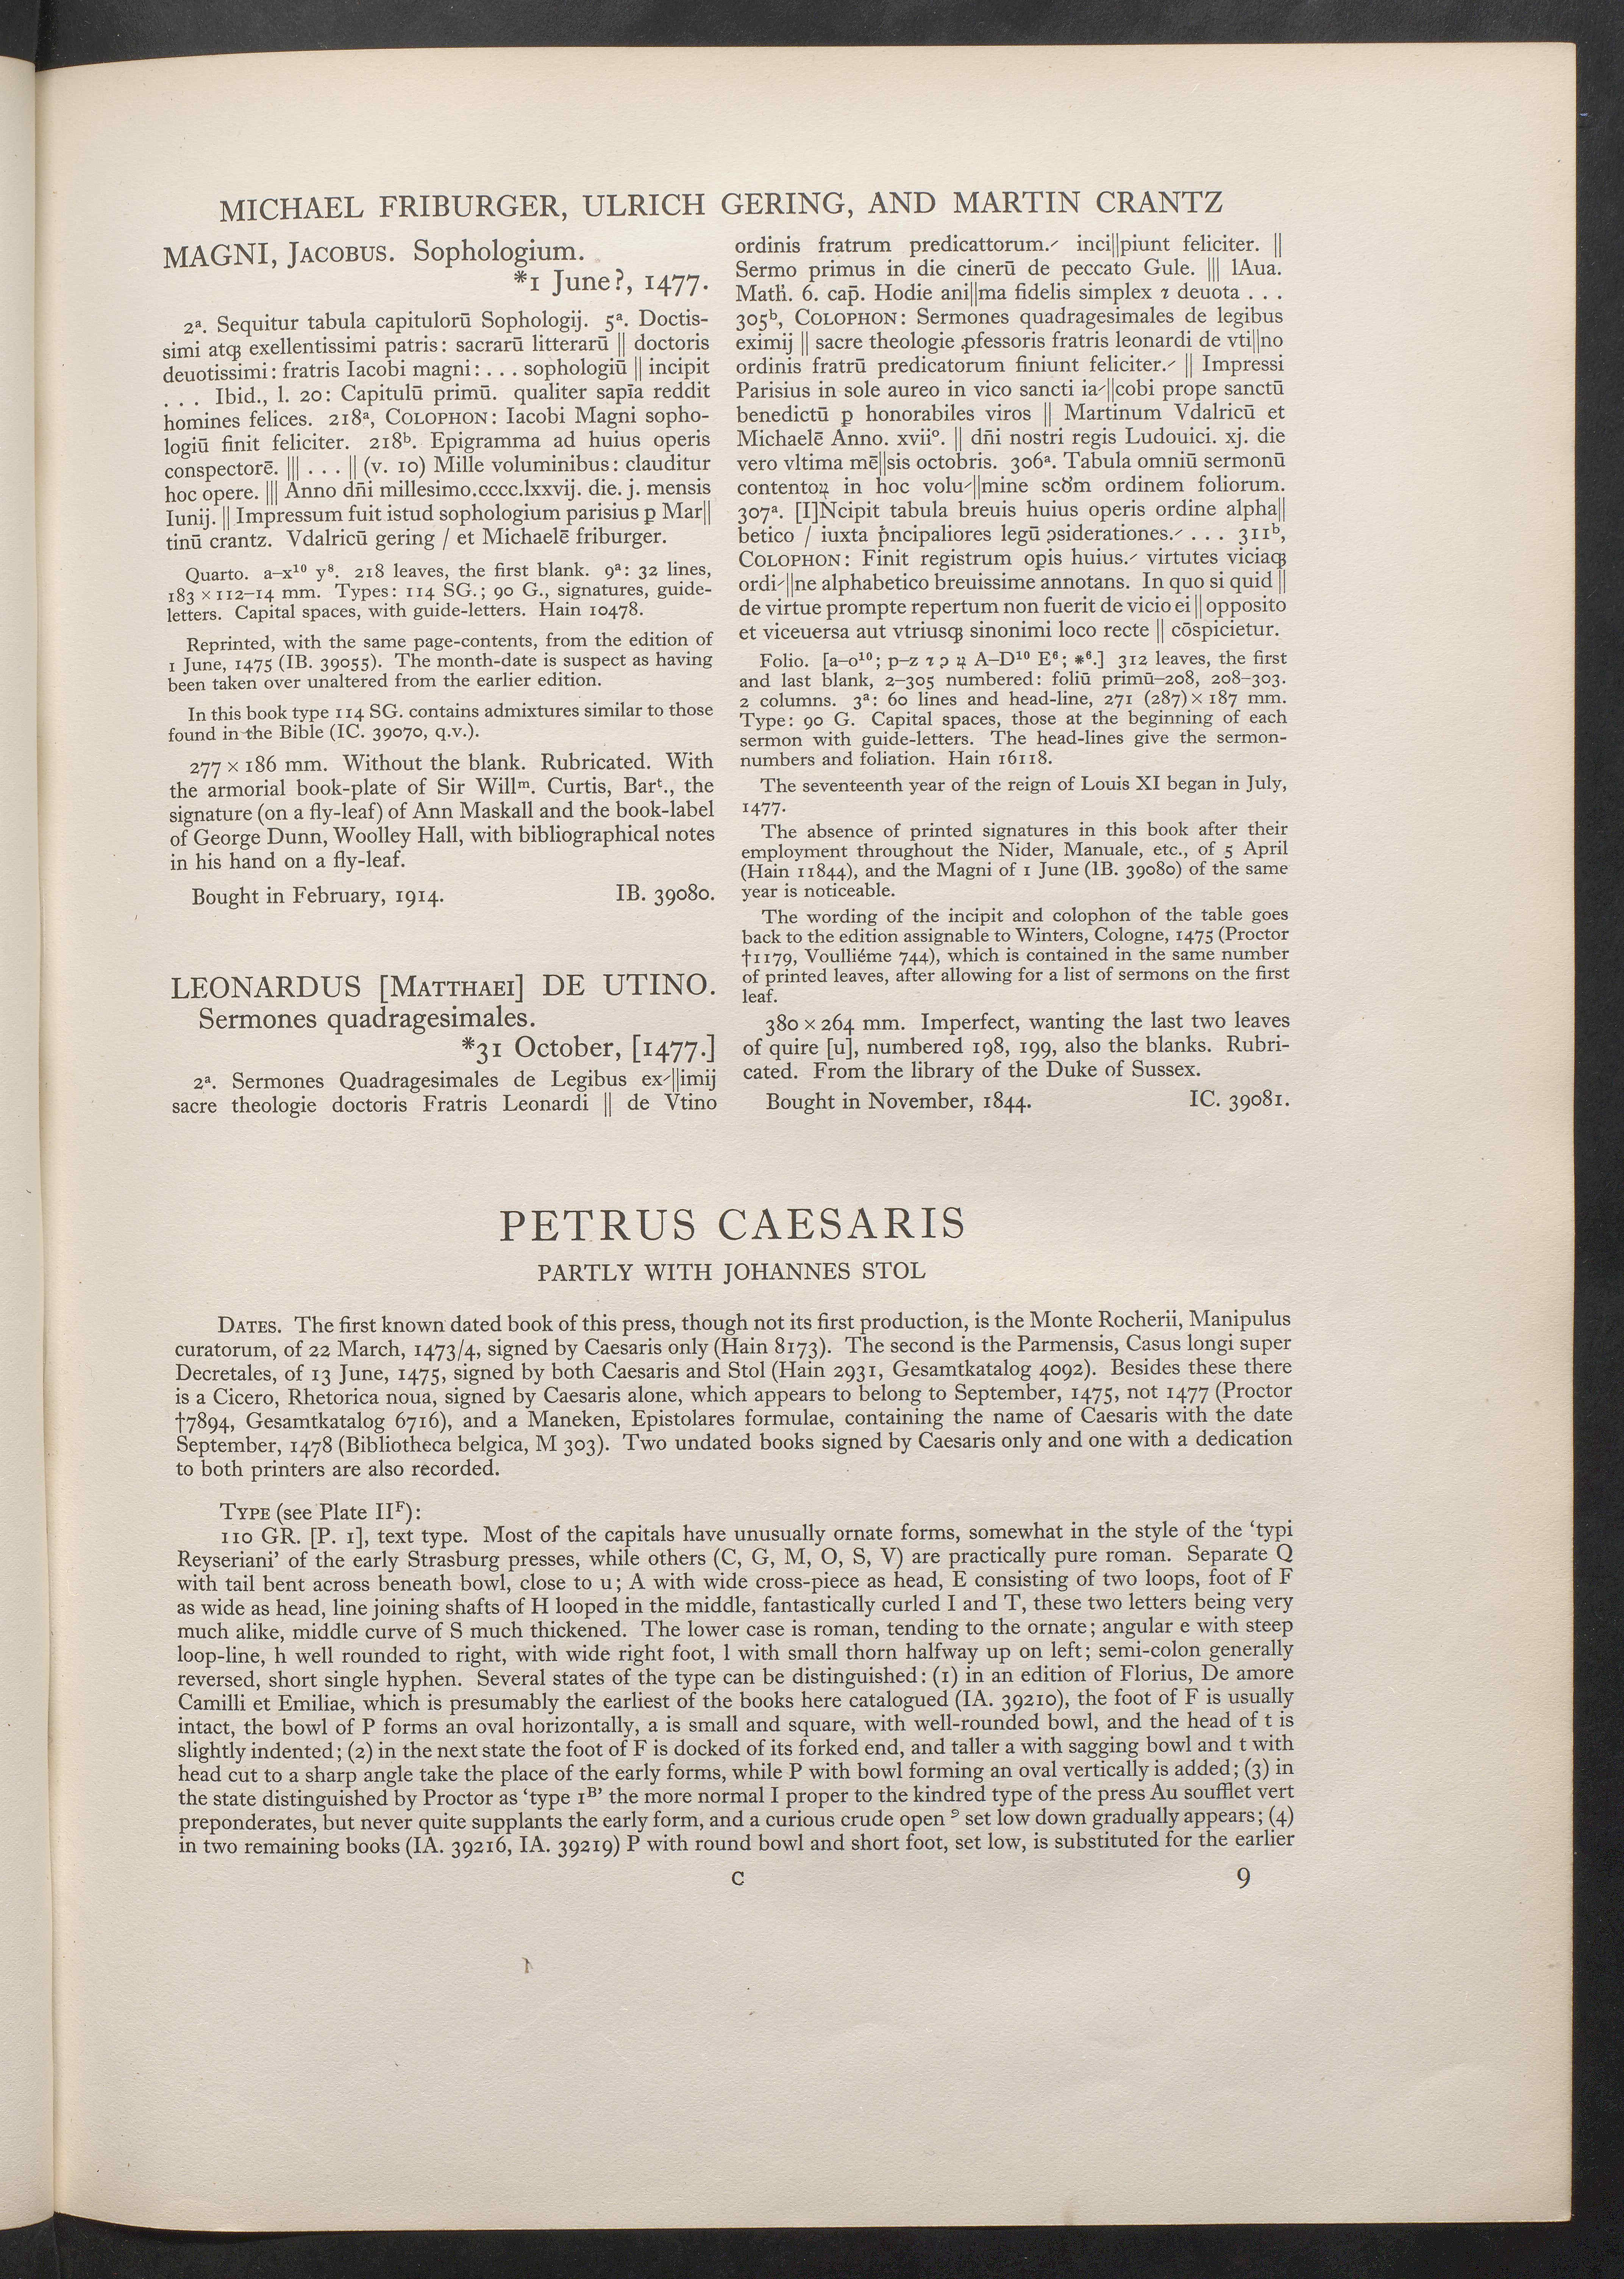 MICHAEL FRIBURGER, ULRICH GERING, AND MARTIN CRANTZ
MAGNI, JACOBUS. Sophologium.
*1 June?, 1477.
2ª. Sequitur tabula capitulorū Sophologij. 5ª. Doctis-
simi atqȝ exellentissimi patris: sacrarū litterarū || doctoris
deuotissimi: fratris Iacobi magni: . . . sophologiū || incipit
. . . Ibid., l. 20: Capitulū primū. qualiter sapīa reddit
homines felices. 218ª, COLOPHON: Iacobi Magni sopho-
logiū finit feliciter. 218ᵇ. Epigramma ad huius operis
conspectorē. ||| . . . || (v. 10) Mille voluminibus: clauditur
hoc opere. ||| Anno dñi millesimo.cccc.lxxvij. die. j. mensis
Iunij. || Impressum fuit istud sophologium parisius ꝑ Mar||
tinū crantz. Vdalricū gering / et Michaelē friburger.
Quarto. a–x¹⁰ y⁸. 218 leaves, the first blank. 9ª: 32 lines,
183 × 112–14 mm. Types: 114 SG.; 90 G., signatures, guide-
letters. Capital spaces, with guide-letters. Hain 10478.
Reprinted, with the same page-contents, from the edition of
1 June, 1475 (IB. 39055). The month-date is suspect as having
been taken over unaltered from the earlier edition.
In this book type 114 SG. contains admixtures similar to those
found in the Bible (IC. 39070, q.v.).
277 × 186 mm. Without the blank. Rubricated. With
the armorial book-plate of Sir Willᵐ. Curtis, Barᵗ., the
signature (on a fly-leaf) of Ann Maskall and the book-label
of George Dunn, Woolley Hall, with bibliographical notes
in his hand on a fly-leaf.
Bought in February, 1914. IB. 39080.
LEONARDUS [MATTHAEI] DE UTINO.
Sermones quadragesimales.
*31 October, [1477.]
2ª. Sermones Quadragesimales de Legibus ex⸍||imij
sacre theologie doctoris Fratris Leonardi || de Vtino
ordinis fratrum predicattorum.⸍ inci||piunt feliciter. ||
Sermo primus in die cinerū de peccato Gule. ||| lAua.
Matħ. 6. cap̄. Hodie ani||ma fidelis simplex ⁊ deuota . . .
305ᵇ, COLOPHON: Sermones quadragesimales de legibus
eximij || sacre theologie ꝓfessoris fratris leonardi de vti||no
ordinis fratrū predicatorum finiunt feliciter.⸍ || Impressi
Parisius in sole aureo in vico sancti ia⸍||cobi prope sanctū
benedictū ꝑ honorabiles viros || Martinum Vdalricū et
Michaelē Anno. xvii°. || dñi nostri regis Ludouici. xj. die
vero vltima mē||sis octobris. 306ª. Tabula omniū sermonū
contentoꝝ in hoc volu⸍||mine scd̄m ordinem foliorum.
307ª. [I]Ncipit tabula breuis huius operis ordine alpha||
betico / iuxta p̄ncipaliores legū ꝯsiderationes.⸍ . . . 311ᵇ,
COLOPHON: Finit registrum opis huius.⸍ virtutes viciaqȝ
ordi⸍||ne alphabetico breuissime annotans. In quo si quid ||
de virtue prompte repertum non fuerit de vicio ei || opposito
et viceuersa aut vtriusqȝ sinonimi loco recte || cōspicietur.
Folio. [a–o¹⁰; p–z ⁊ ꝯ ꝝ A–D¹⁰ E⁶; *⁶.] 312 leaves, the first
and last blank, 2–305 numbered: foliū primū–208, 208–303.
2 columns. 3ª: 60 lines and head-line, 271 (287) × 187 mm.
Type: 90 G. Capital spaces, those at the beginning of each
sermon with guide-letters. The head-lines give the sermon-
numbers and foliation. Hain 16118.
The seventeenth year of the reign of Louis XI began in July,
1477.
The absence of printed signatures in this book after their
employment throughout the Nider, Manuale, etc., of 5 April
(Hain 11844), and the Magni of 1 June (IB. 39080) of the same
year is noticeable.
The wording of the incipit and colophon of the table goes
back to the edition assignable to Winters, Cologne, 1475 (Proctor
†1179, Voulliéme 744), which is contained in the same number
of printed leaves, after allowing for a list of sermons on the first
leaf.
380 × 264 mm. Imperfect, wanting the last two leaves
of quire [u], numbered 198, 199, also the blanks. Rubri-
cated. From the library of the Duke of Sussex.
Bought in November, 1844. IC. 39081.
PETRUS CAESARIS
PARTLY WITH JOHANNES STOL
DATES. The first known dated book of this press, though not its first production, is the Monte Rocherii, Manipulus
curatorum, of 22 March, 1473/4, signed by Caesaris only (Hain 8173). The second is the Parmensis, Casus longi super
Decretales, of 13 June, 1475, signed by both Caesaris and Stol (Hain 2931, Gesamtkatalog 4092). Besides these there
is a Cicero, Rhetorica noua, signed by Caesaris alone, which appears to belong to September, 1475, not 1477 (Proctor
†7894, Gesamtkatalog 6716), and a Maneken, Epistolares formulae, containing the name of Caesaris with the date
September, 1478 (Bibliotheca belgica, M 303). Two undated books signed by Caesaris only and one with a dedication
to both printers are also recorded.
TYPE (see Plate IIᶠ):
110 GR. [P. 1], text type. Most of the capitals have unusually ornate forms, somewhat in the style of the ‘typi
Reyseriani’ of the early Strasburg presses, while others (C, G, M, O, S, V) are practically pure roman. Separate Q
with tail bent across beneath bowl, close to u; A with wide cross-piece as head, E consisting of two loops, foot of F
as wide as head, line joining shafts of H looped in the middle, fantastically curled I and T, these two letters being very
much alike, middle curve of S much thickened. The lower case is roman, tending to the ornate; angular e with steep
loop-line, h well rounded to right, with wide right foot, l with small thorn halfway up on left; semi-colon generally
reversed, short single hyphen. Several states of the type can be distinguished: (1) in an edition of Florius, De amore
Camilli et Emiliae, which is presumably the earliest of the books here catalogued (IA. 39210), the foot of F is usually
intact, the bowl of P forms an oval horizontally, a is small and square, with well-rounded bowl, and the head of t is
slightly indented; (2) in the next state the foot of F is docked of its forked end, and taller a with sagging bowl and t with
head cut to a sharp angle take the place of the early forms, while P with bowl forming an oval vertically is added; (3) in
the state distinguished by Proctor as ‘type 1ᴮ’ the more normal I proper to the kindred type of the press Au soufflet vert
preponderates, but never quite supplants the early form, and a curious crude open ꝰ set low down gradually appears; (4)
in two remaining books (IA. 39216, IA. 39219) P with round bowl and short foot, set low, is substituted for the earlier
C 9